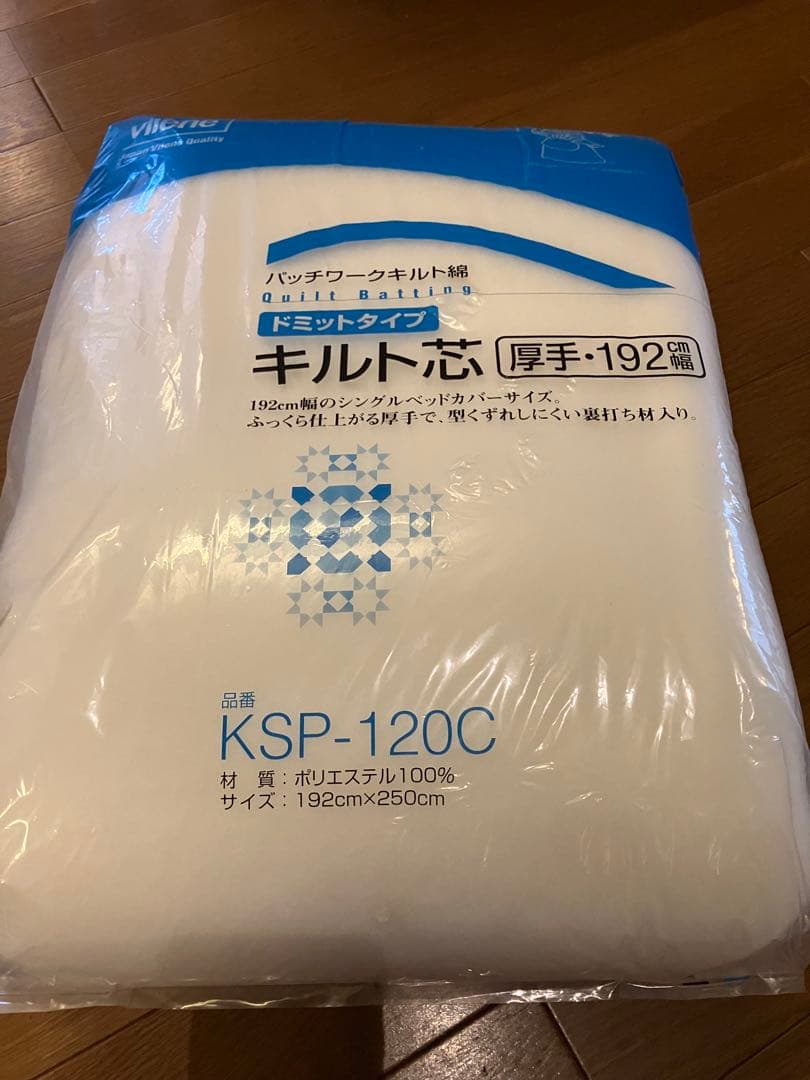 Vilene
Japan Vilene Quality
パッチワークキルト綿
Quilt Batting
ドミットタイプ
キルト芯 厚手・192cm幅
192cm幅のシングルベッドカバーサイズ。
ふっくら仕上がる厚手で、型くずれしにくい裏打ち材入り。
品番
KSP-120C
材 質：ポリエステル100%
サイズ：192cm×250cm